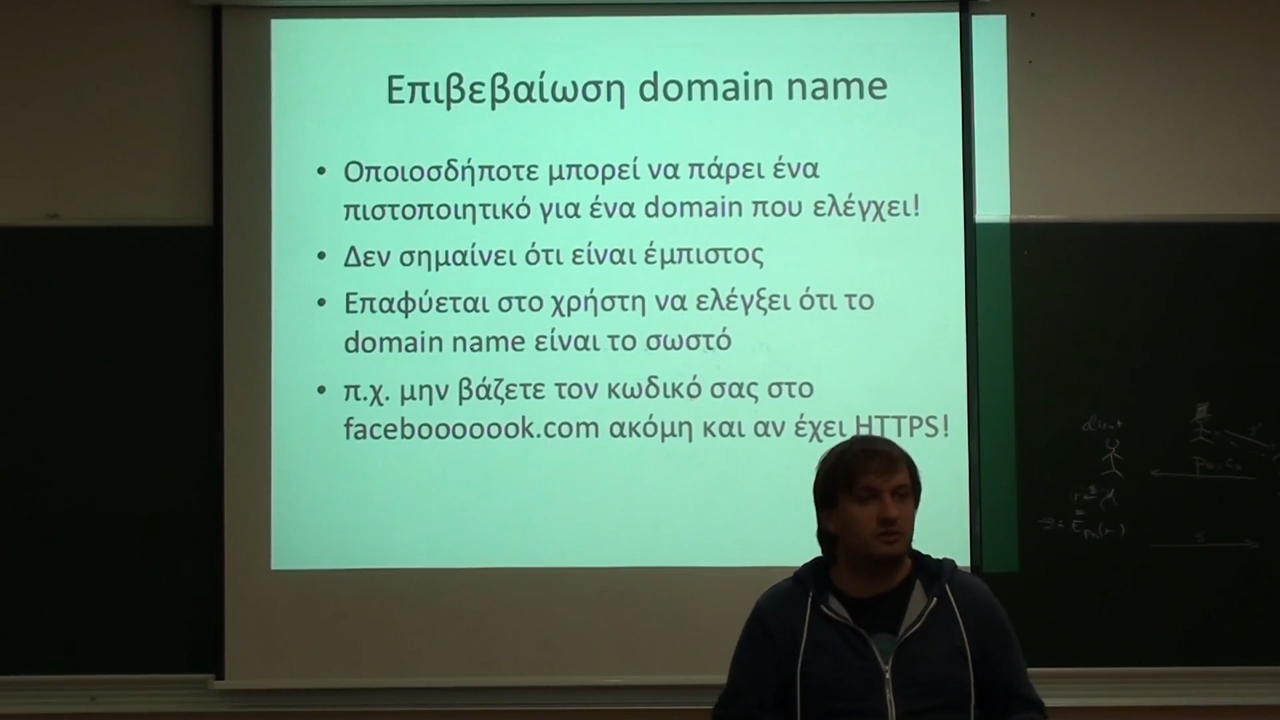 Επιβεβαίωση domain name
• Οποιοσδήποτε μπορεί να πάρει ένα
πιστοποιητικό για ένα domain που ελέγχει!
• Δεν σημαίνει ότι είναι έμπιστος
• Επαφύεται στο χρήστη να ελέγξει ότι το
domain name είναι το σωστό
• π.χ. μην βάζετε τον κωδικό σας στο
facebooooook.com ακόμη και αν έχει HTTPS!
client